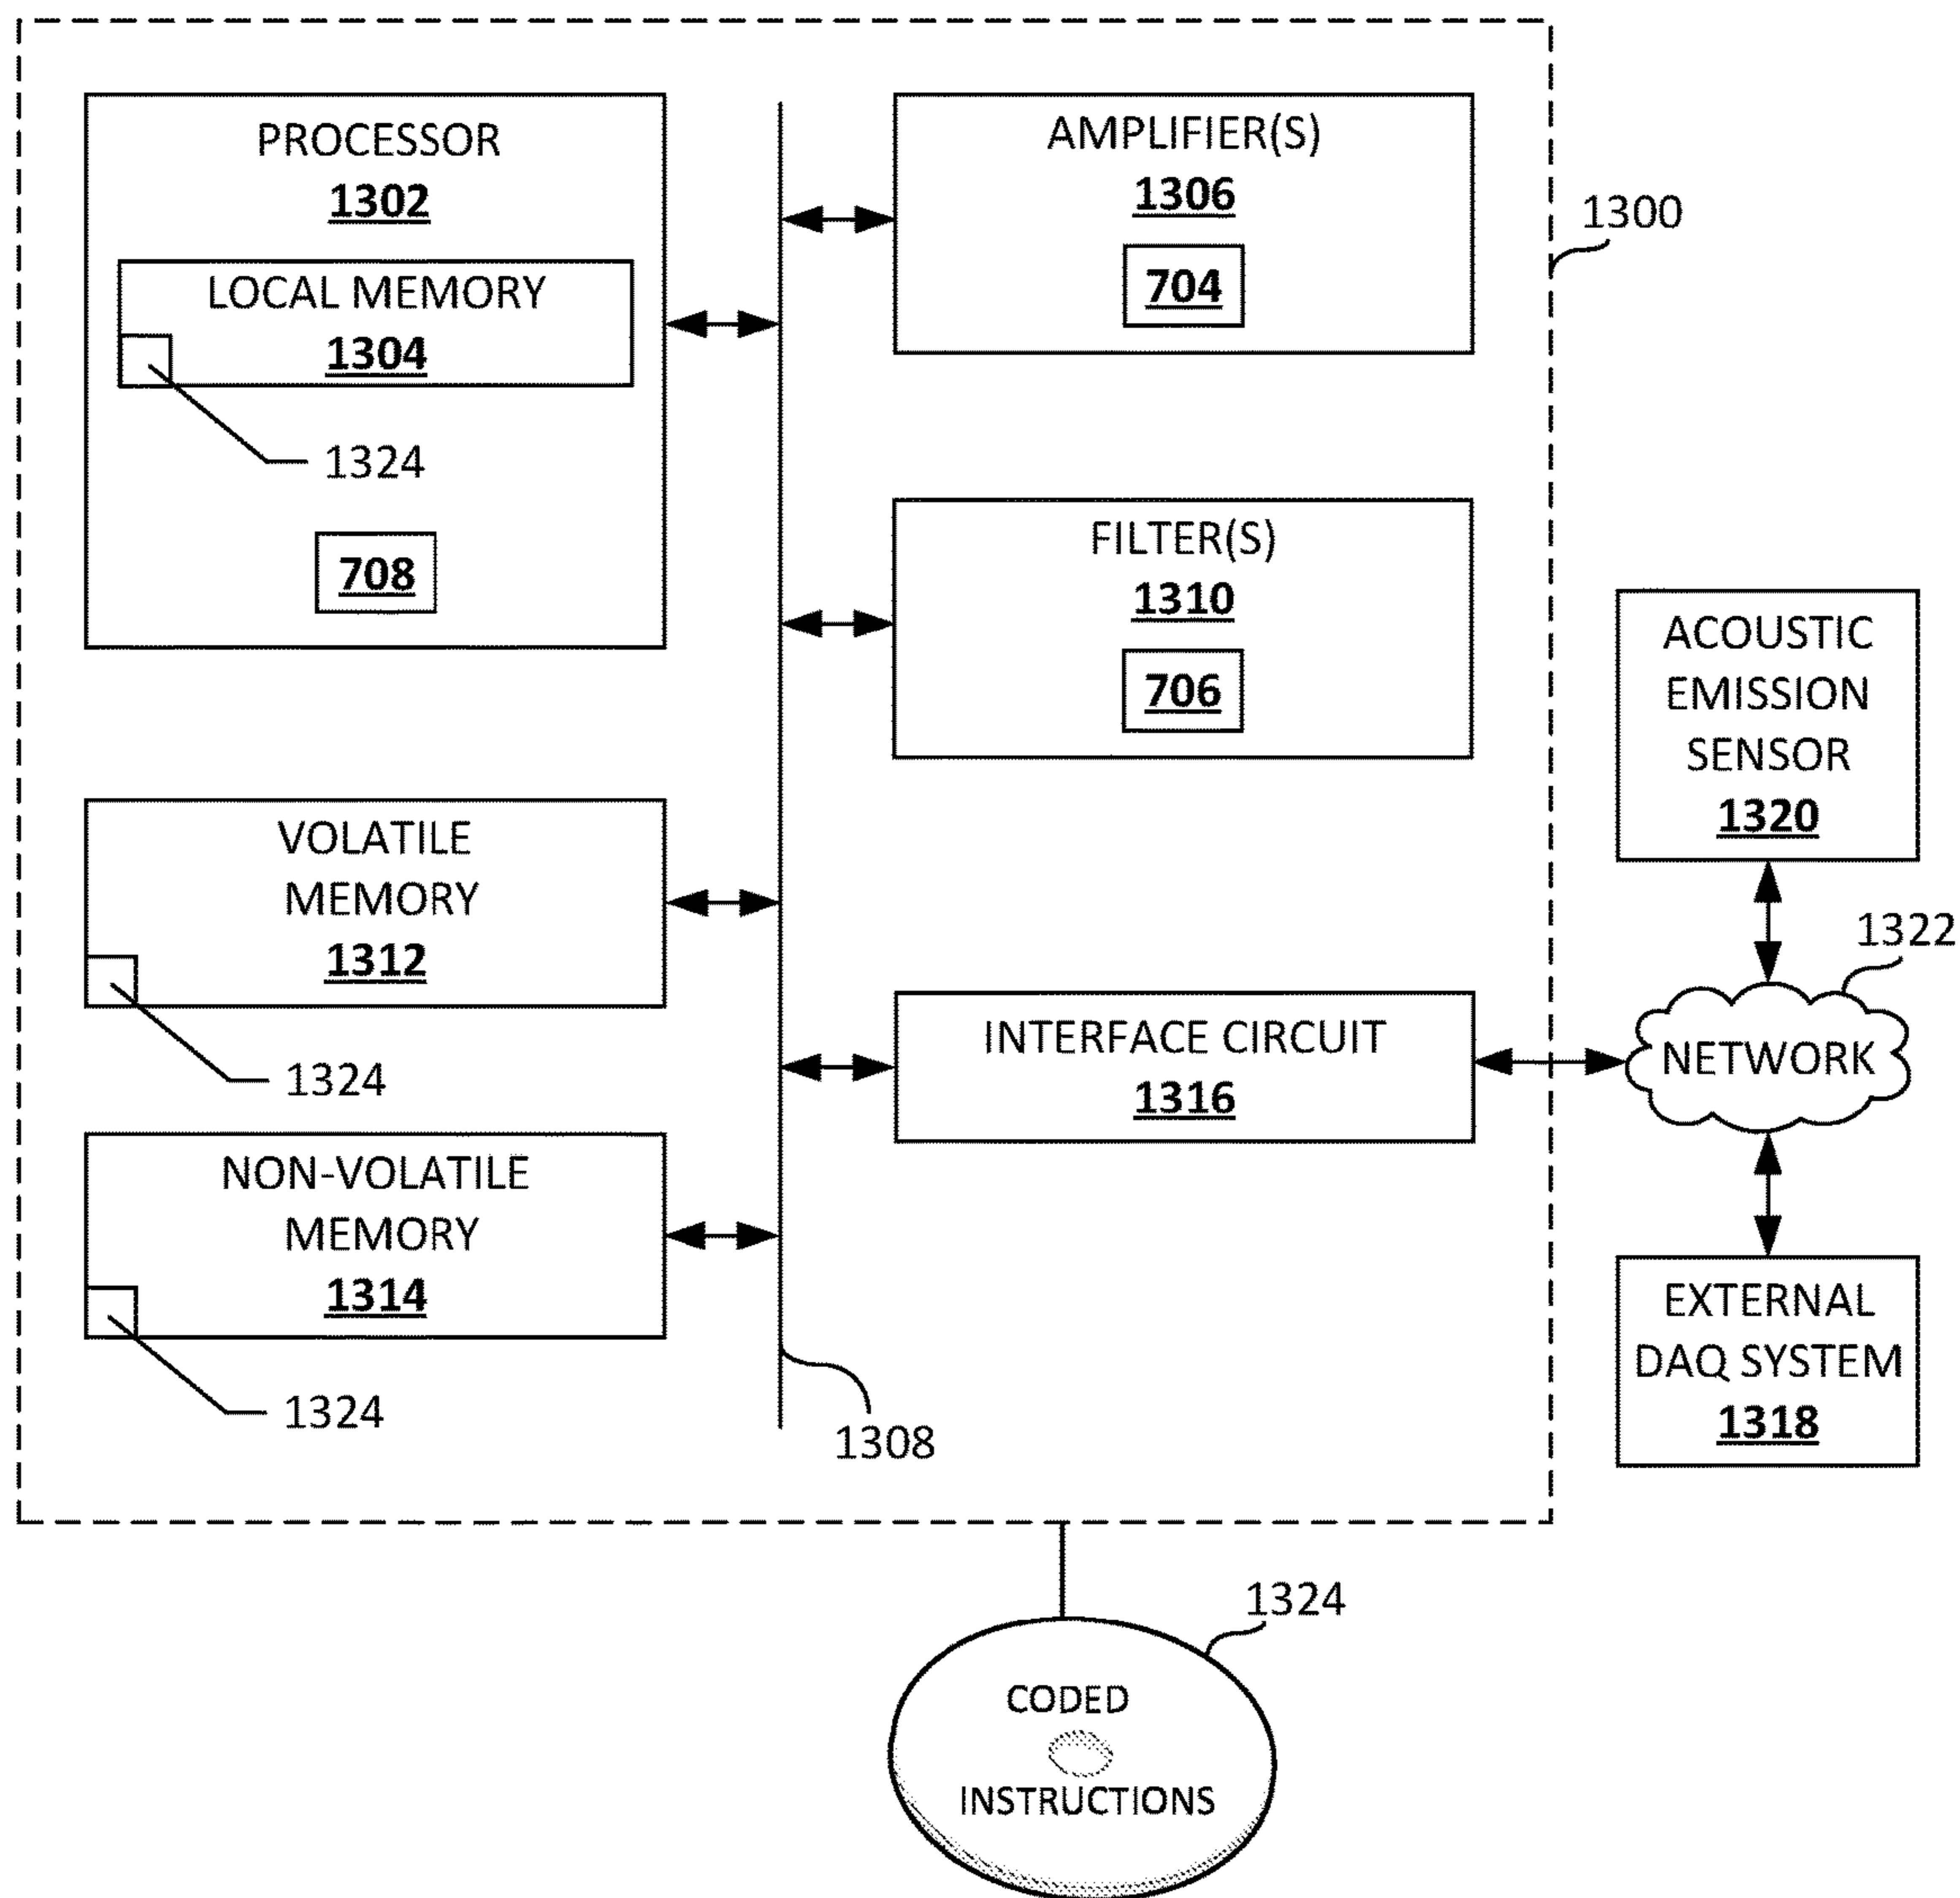 PROCESSOR
1302
LOCAL MEMORY
1304
1324
708
AMPLIFIER(S)
1306
704
1300
FILTER(S)
1310
706
VOLATILE
MEMORY
1312
1324
NON-VOLATILE
MEMORY
1314
1324
INTERFACE CIRCUIT
1316
1308
ACOUSTIC
EMISSION
SENSOR
1320
1322
NETWORK
EXTERNAL
DAQ SYSTEM
1318
1324
CODED
INSTRUCTIONS